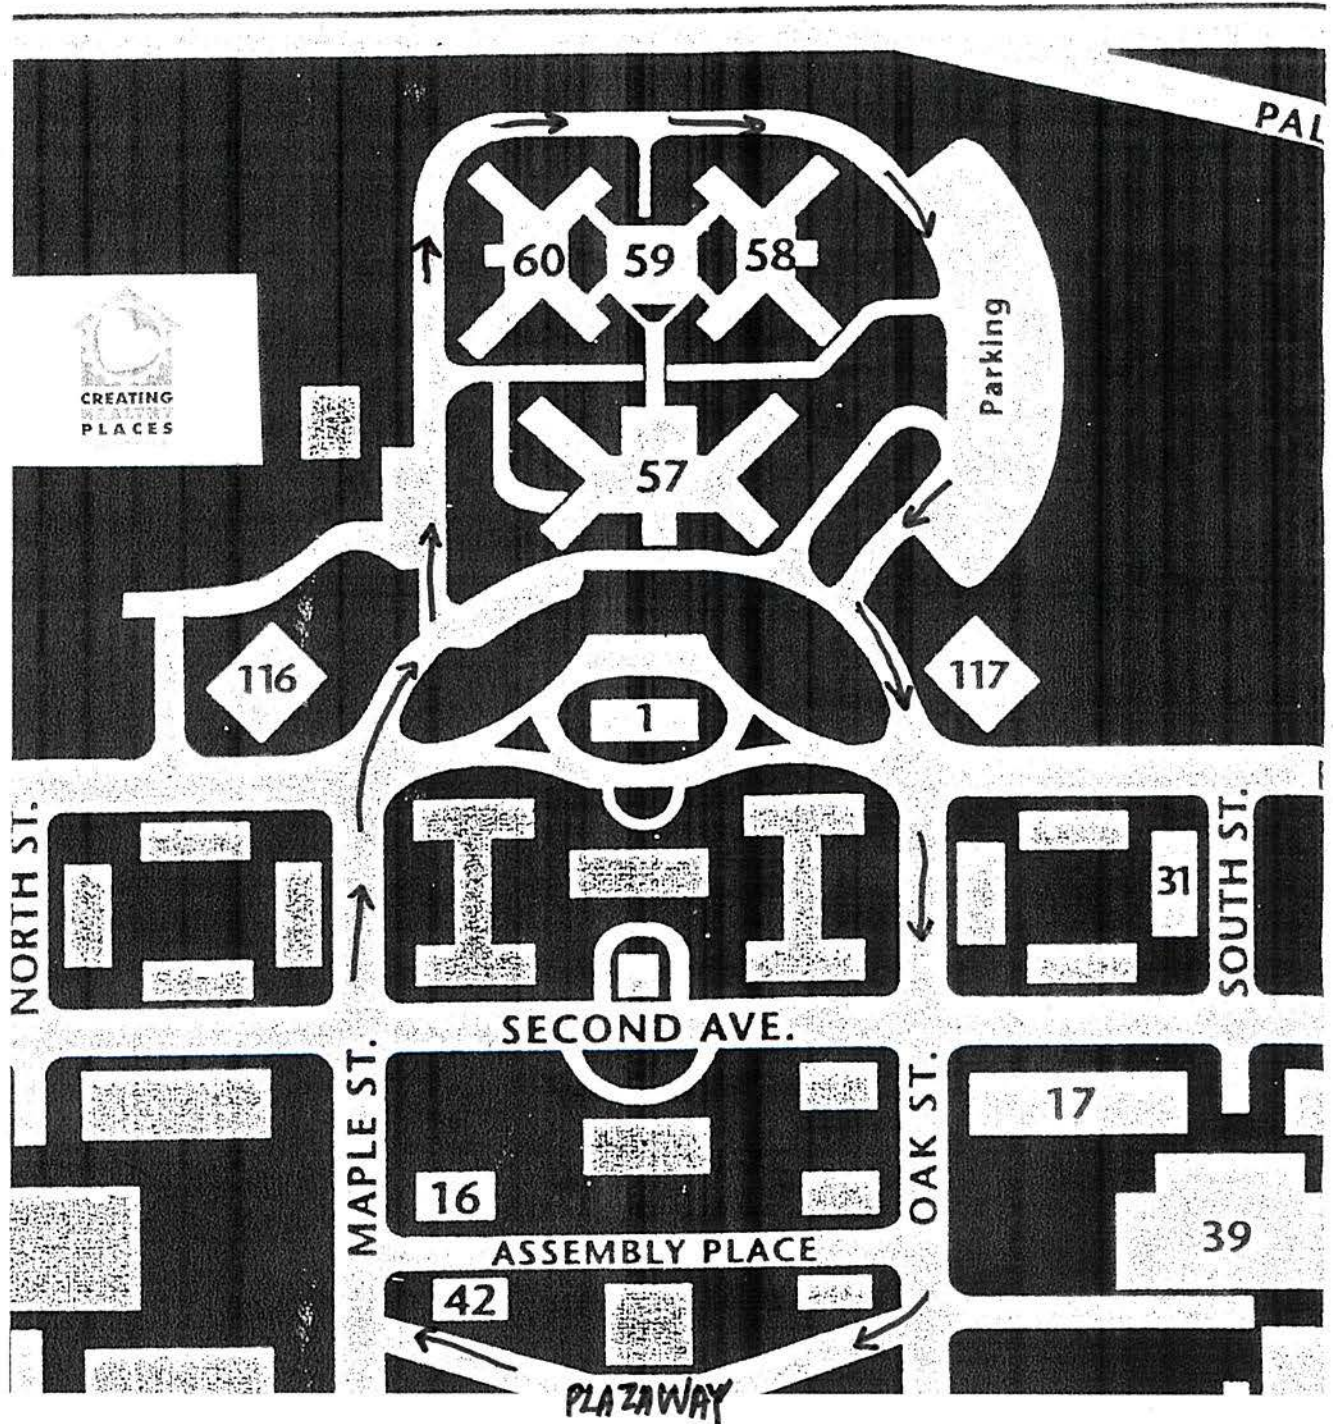 PAL
60
59
58
Parking
CREATING
HEALTHY
PLACES
57
116
117
1
NORTH ST.
31
SOUTH ST.
SECOND AVE.
MAPLE ST.
OAK ST.
17
16
ASSEMBLY PLACE
39
42
PLAZAWAY